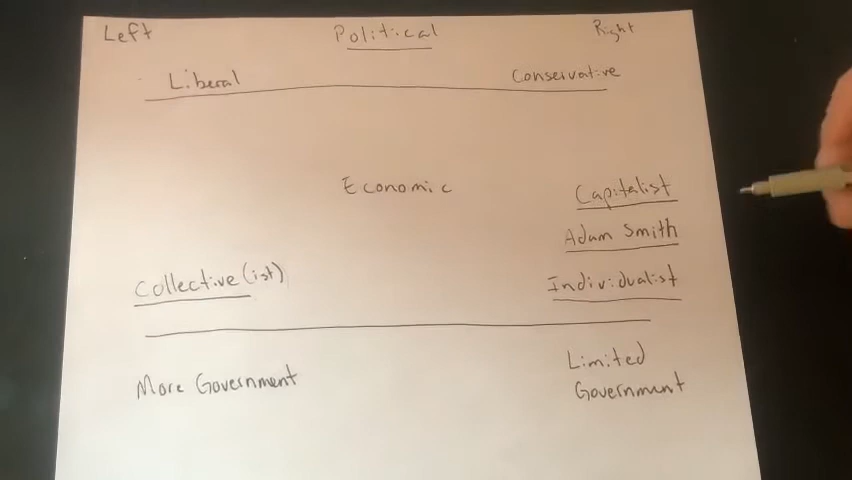 Left Political Right
Liberal Conservative
Economic Capitalist
Adam Smith
Collective(ist) Individualist
More Government Limited
Government